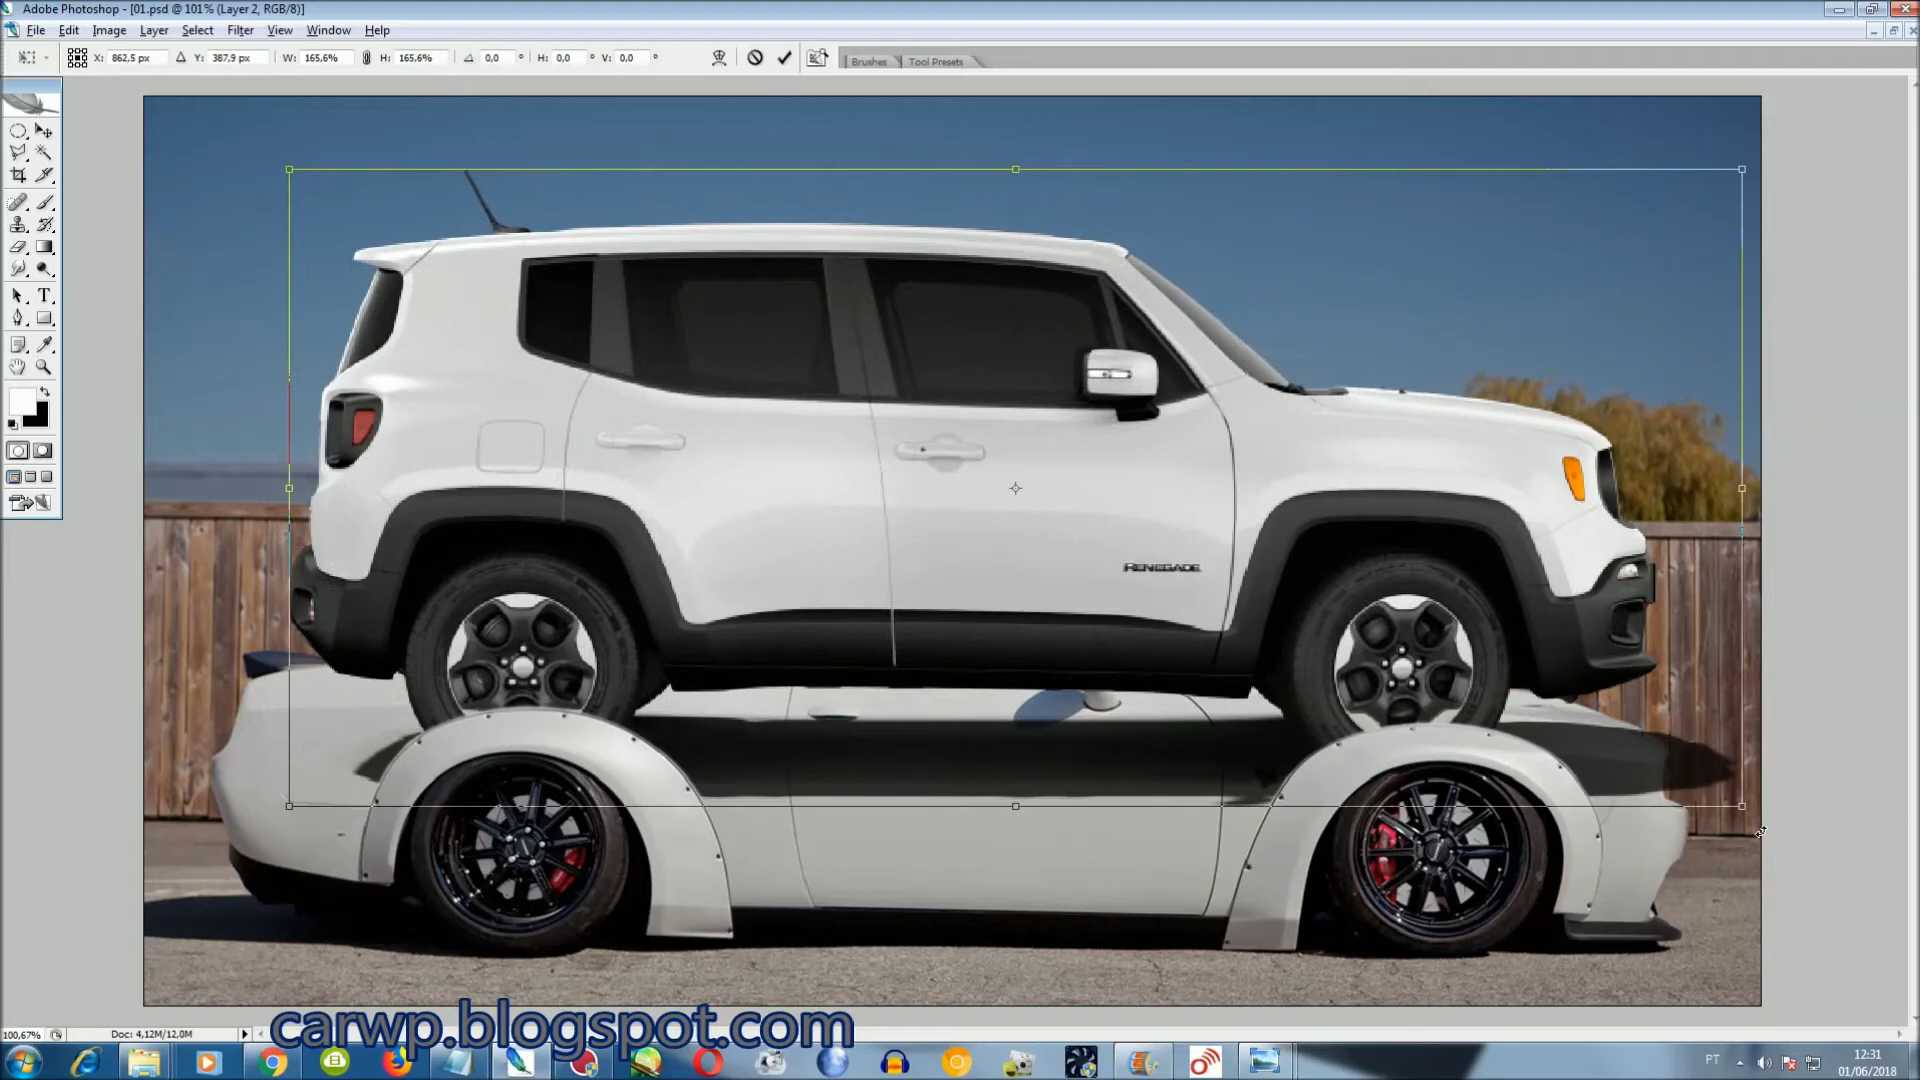 Adobe Photoshop - [01.psd @ 101% (Layer 2, RGB/8)]
File Edit Image Layer Select Filter View Window Help
X: 862,5 px Y: 387,9 px W: 165,6% H: 165,6% 0,0 ° H: 0,0 ° V: 0,0 ° Brushes Tool Presets
T
RENEGADE
100,67% Doc: 4,12M/12,0M
carwp.blogspot.com
PT 12:31
01/06/2018